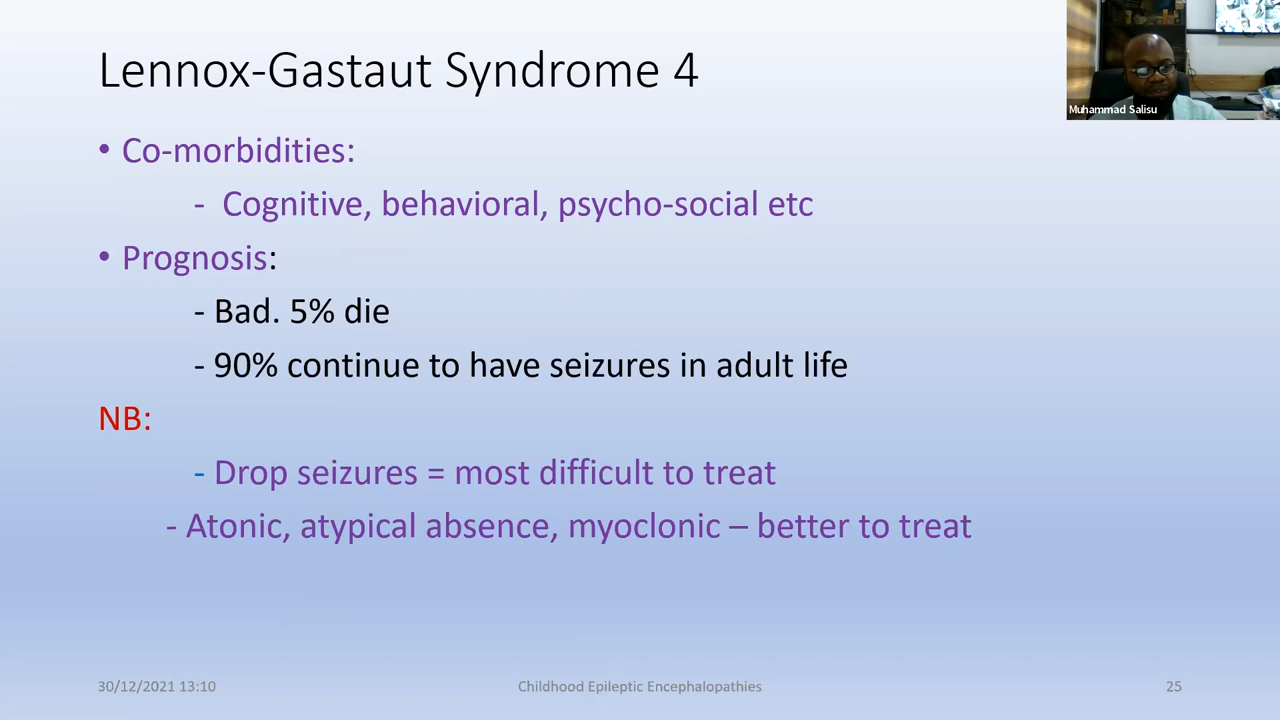 Lennox-Gastaut Syndrome 4
Muhammad Salisu
• Co-morbidities:
- Cognitive, behavioral, psycho-social etc
• Prognosis:
- Bad. 5% die
- 90% continue to have seizures in adult life
NB:
- Drop seizures = most difficult to treat
- Atonic, atypical absence, myoclonic – better to treat
30/12/2021 13:10
Childhood Epileptic Encephalopathies
25